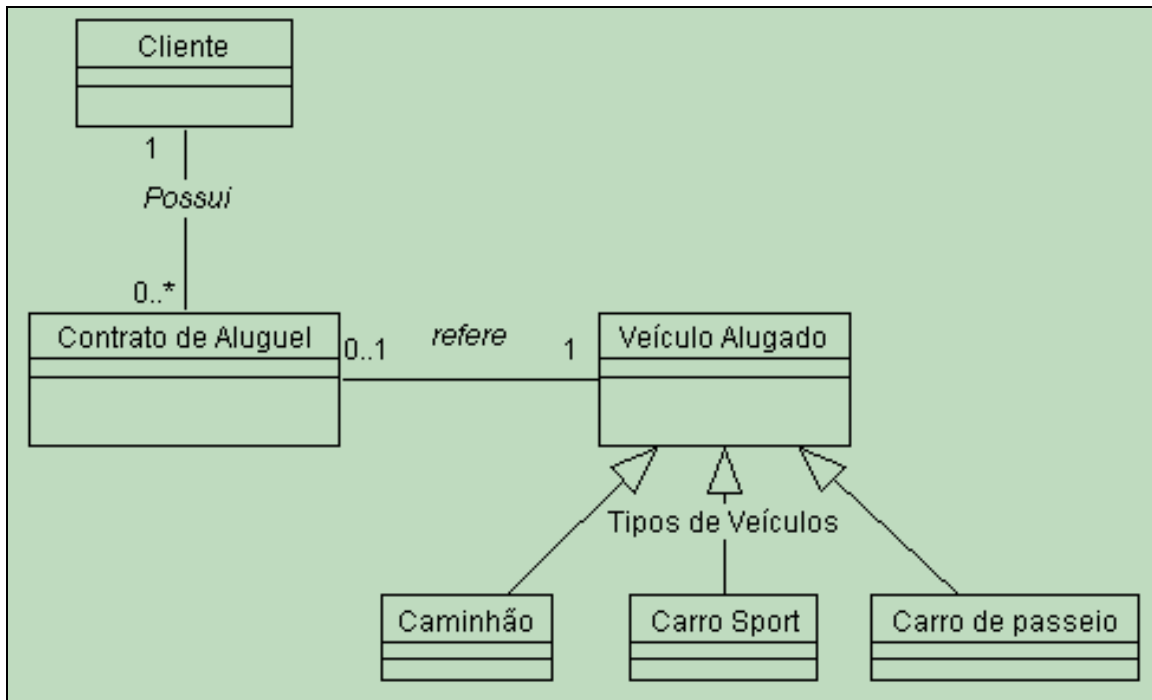 Cliente
1
Possui
0..*
Contrato de Aluguel
0..1
refere
1
Veículo Alugado
Tipos de Veículos
Caminhão
Carro Sport
Carro de passeio